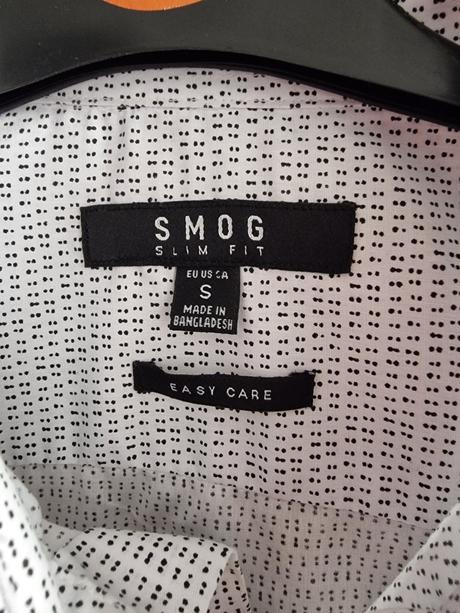 SMOG
SLIM FIT
EU US CA
S
MADE IN
BANGLADESH
EASY CARE